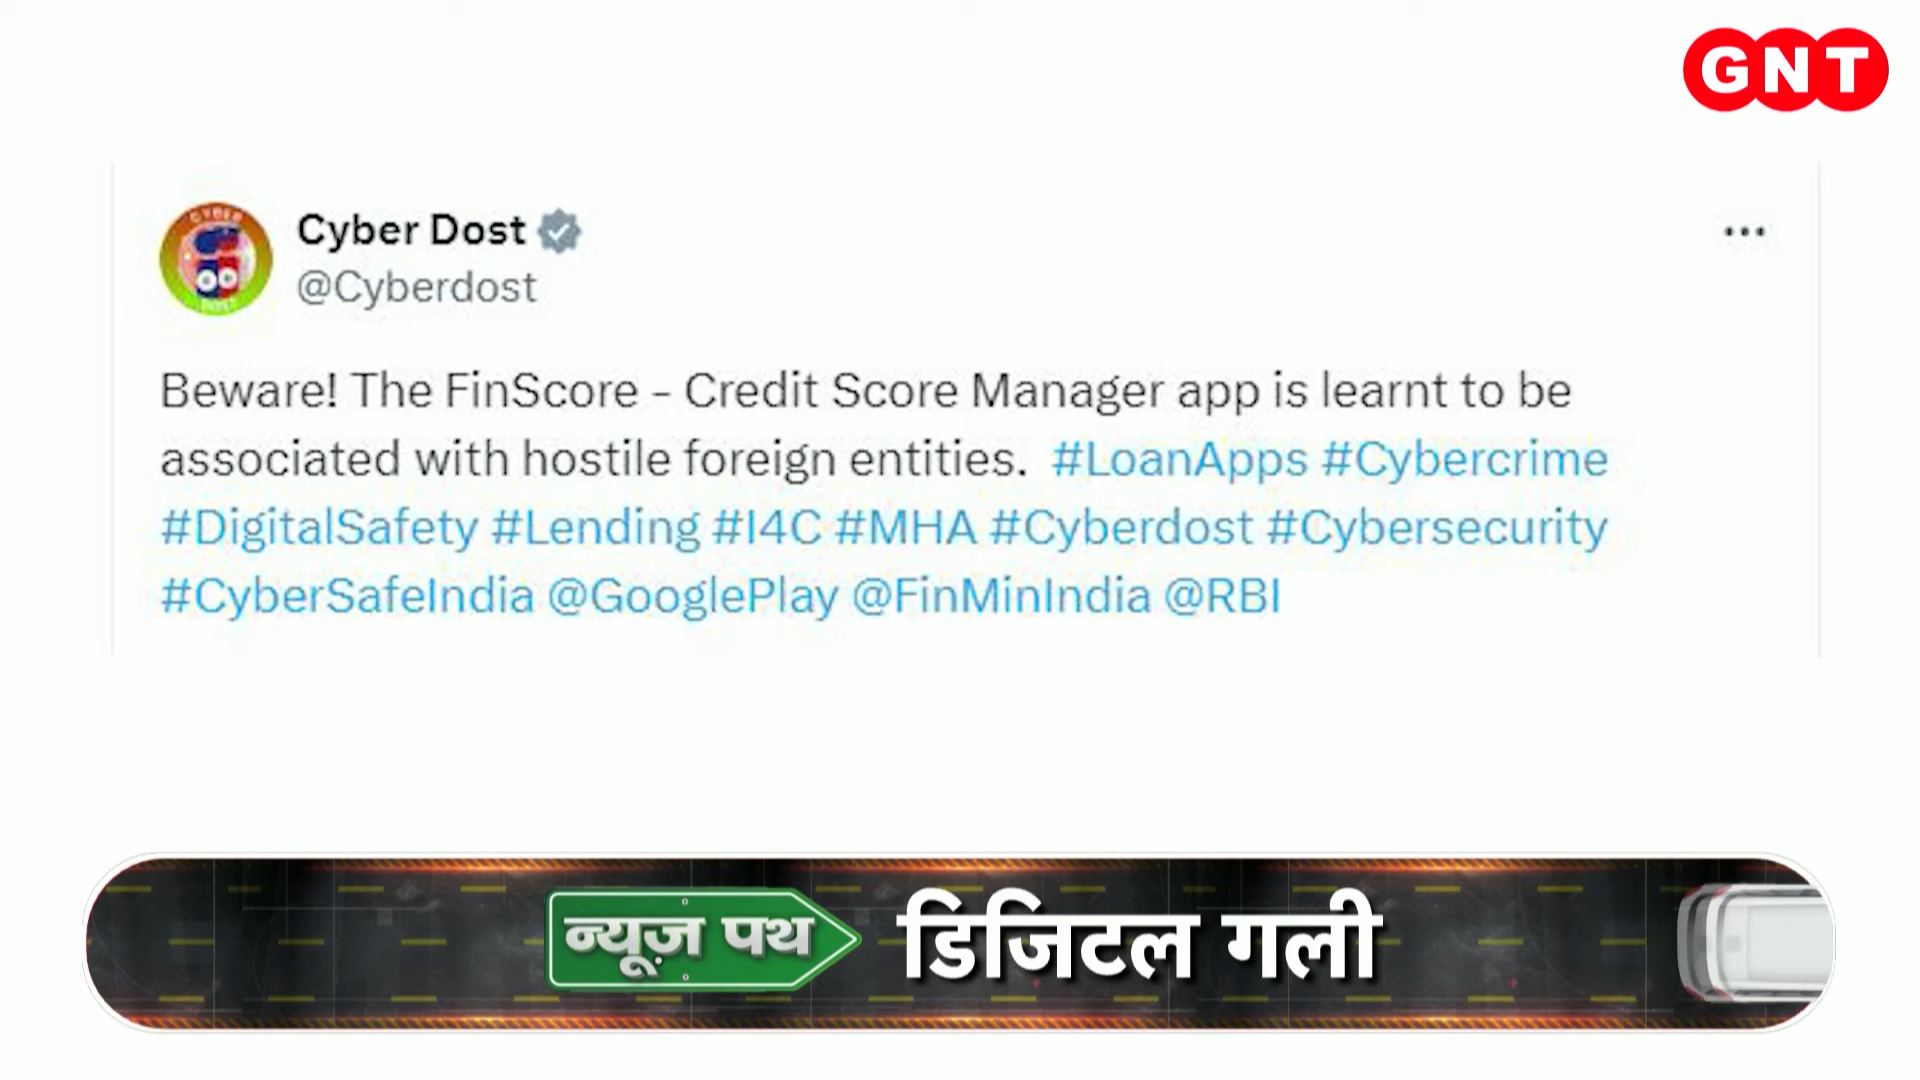 GNT
Cyber Dost
@Cyberdost
Beware! The FinScore - Credit Score Manager app is learnt to be
associated with hostile foreign entities. #LoanApps #Cybercrime
#DigitalSafety #Lending #I4C #MHA #Cyberdost #Cybersecurity
#CyberSafeIndia @GooglePlay @FinMinIndia @RBI
न्यूज़ पथ डिजिटल गली